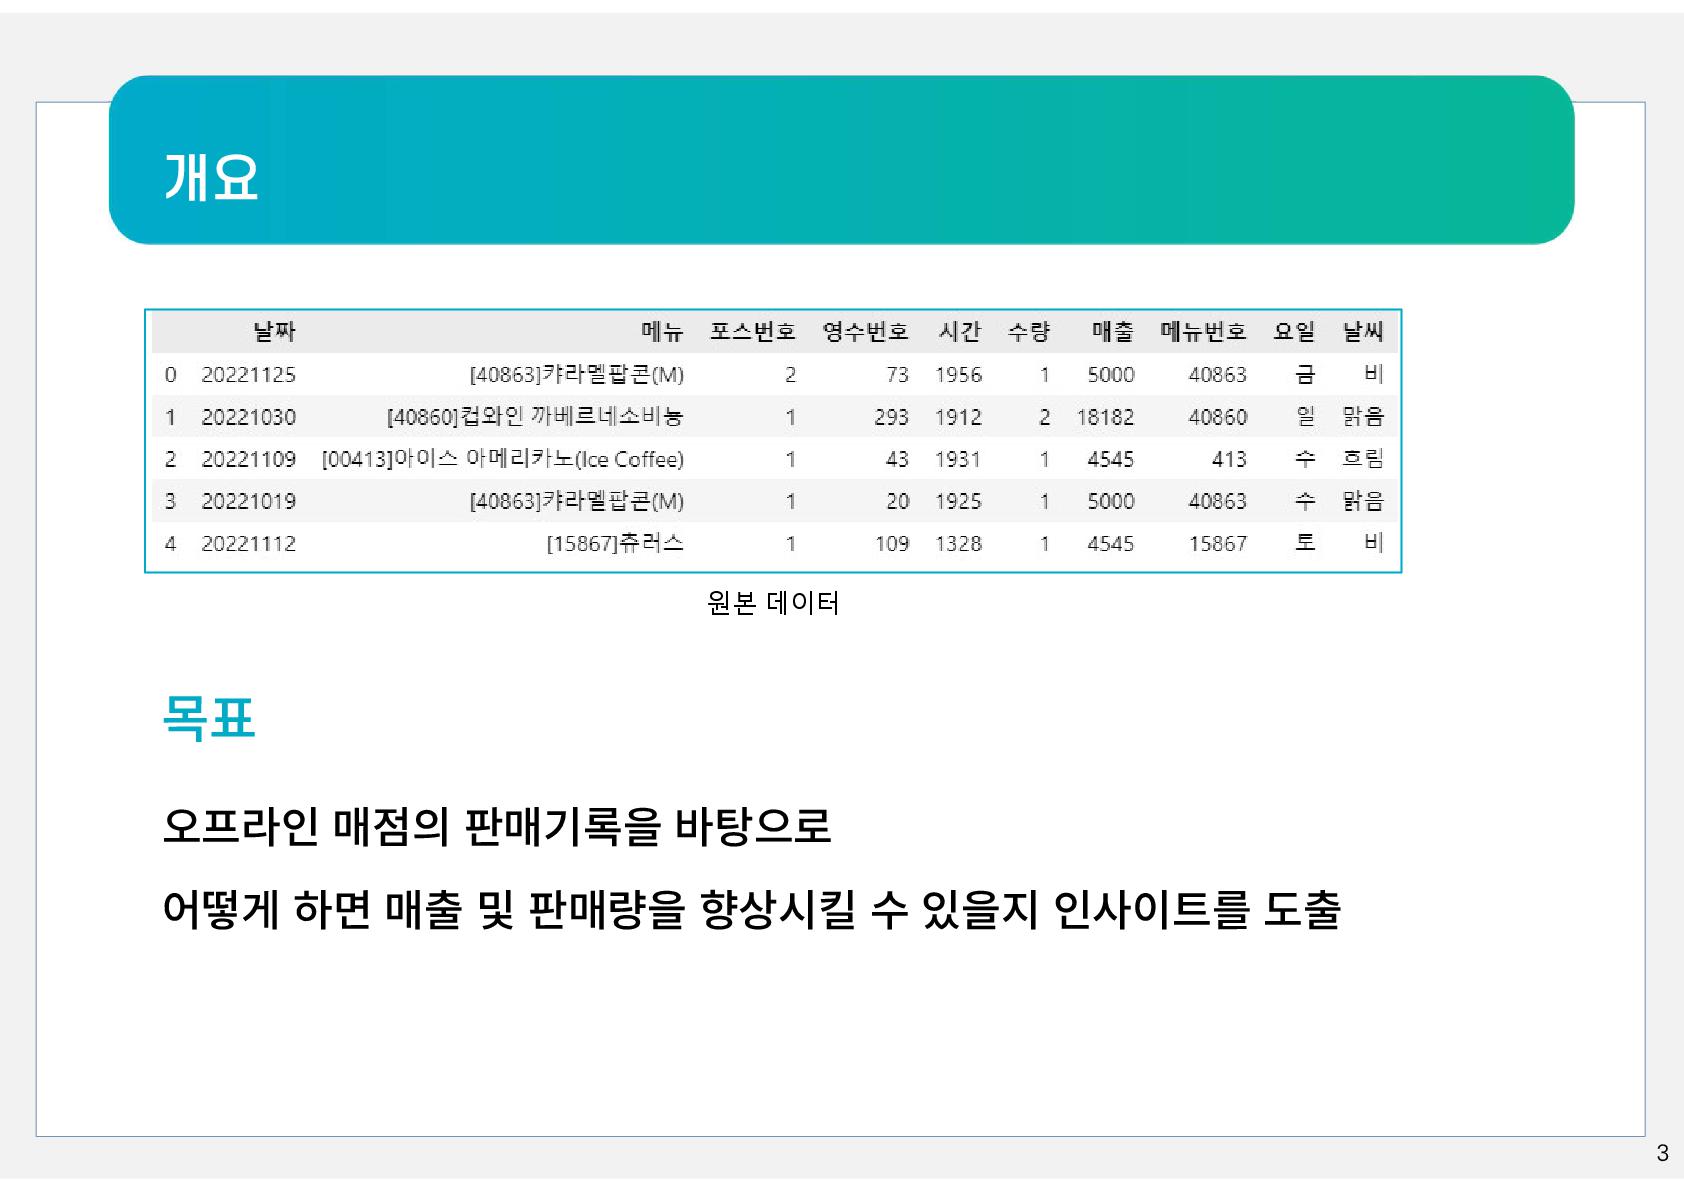 개요
날짜 메뉴 포스번호 영수번호 시간 수량 매출 메뉴번호 요일 날씨
0 20221125 [40863]캬라멜팝콘(M) 2 73 1956 1 5000 40863 금 비
1 20221030 [40860]컵와인 까베르네소비뇽 1 293 1912 2 18182 40860 일 맑음
2 20221109 [00413]아이스 아메리카노(Ice Coffee) 1 43 1931 1 4545 413 수 흐림
3 20221019 [40863]캬라멜팝콘(M) 1 20 1925 1 5000 40863 수 맑음
4 20221112 [15867]츄러스 1 109 1328 1 4545 15867 토 비
원본 데이터
목표
오프라인 매점의 판매기록을 바탕으로
어떻게 하면 매출 및 판매량을 향상시킬 수 있을지 인사이트를 도출
3